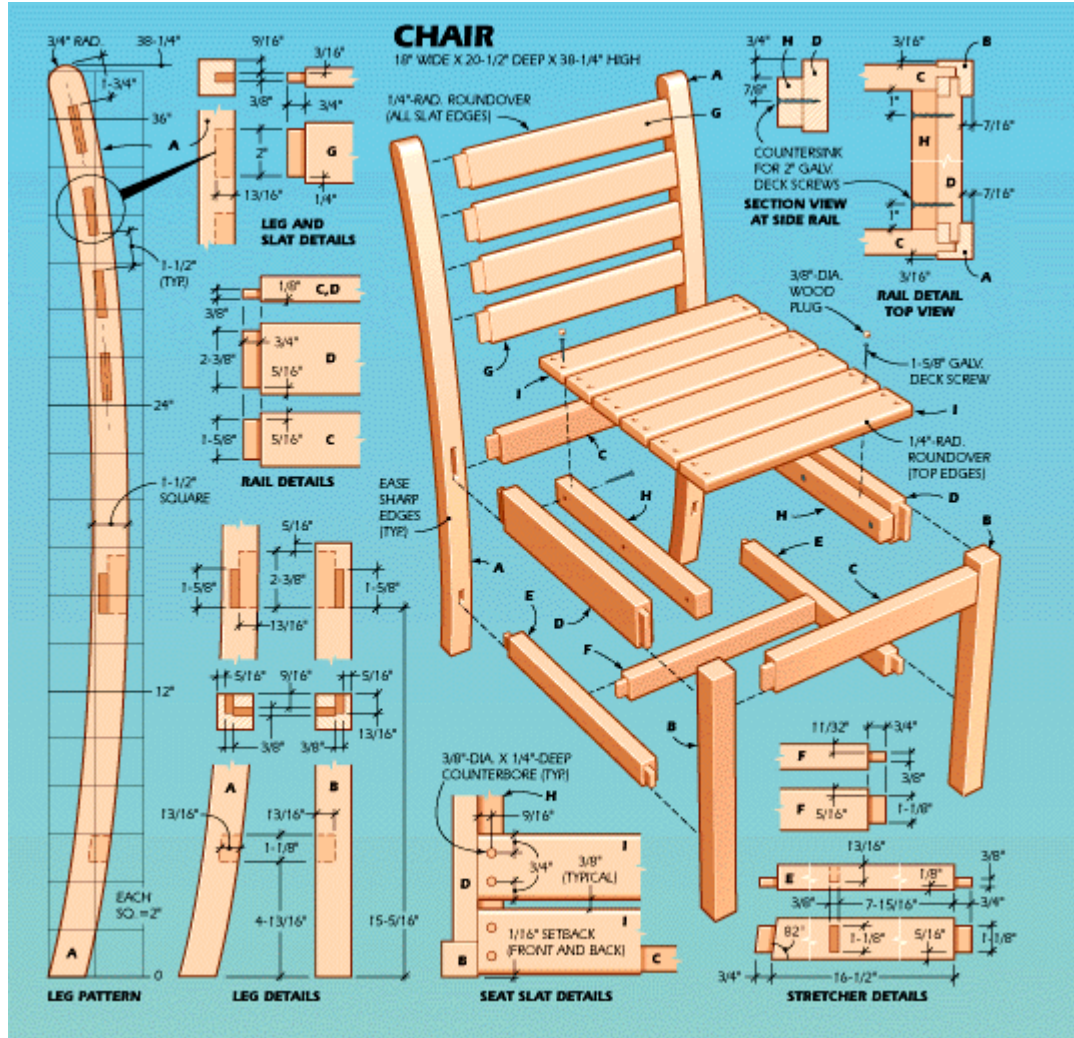 CHAIR
18" WIDE X 20-1/2" DEEP X 38-1/4" HIGH
3/4" RAD.
38-1/4"
1-3/4"
36"
A
1-1/2"
(TYP.)
24"
1-1/2"
SQUARE
12"
EACH
SQ. = 2"
A
0
LEG PATTERN
9/16"
3/16"
3/8"
3/4"
2"
G
13/16"
1/4"
LEG AND
SLAT DETAILS
1/8"
C,D
3/8"
2-3/8"
3/4"
D
5/16"
1-5/8"
5/16"
C
RAIL DETAILS
5/16"
2-3/8"
1-5/8"
1-5/8"
13/16"
5/16"
9/16"
5/16"
3/8"
3/8"
13/16"
A
B
13/16"
13/16"
1-1/8"
4-13/16"
15-5/16"
LEG DETAILS
1/4"-RAD. ROUNDOVER
(ALL SLAT EDGES)
A
G
G
I
C
EASE
SHARP
EDGES
(TYP.)
A
H
D
E
F
B
3/8"-DIA.
WOOD
PLUG
1-5/8" GALV.
DECK SCREW
I
1/4"-RAD.
ROUNDOVER
(TOP EDGES)
D
H
B
E
C
3/4"
H
D
7/8"
COUNTERSINK
FOR 2" GALV.
DECK SCREWS
SECTION VIEW
AT SIDE RAIL
3/16"
B
C
1"
7/16"
H
D
7/16"
1"
C
A
3/16"
RAIL DETAIL
TOP VIEW
3/8"-DIA. X 1/4"-DEEP
COUNTERBORE (TYP.)
H
9/16"
I
3/4"
3/8"
(TYPICAL)
D
I
1/16" SETBACK
(FRONT AND BACK)
B
C
SEAT SLAT DETAILS
11/32"
3/4"
F
3/8"
F
5/16"
1-1/8"
13/16"
3/8"
E
1/8"
3/8"
7-15/16"
3/4"
82°
1-1/8"
5/16"
1-1/8"
3/4"
16-1/2"
STRETCHER DETAILS